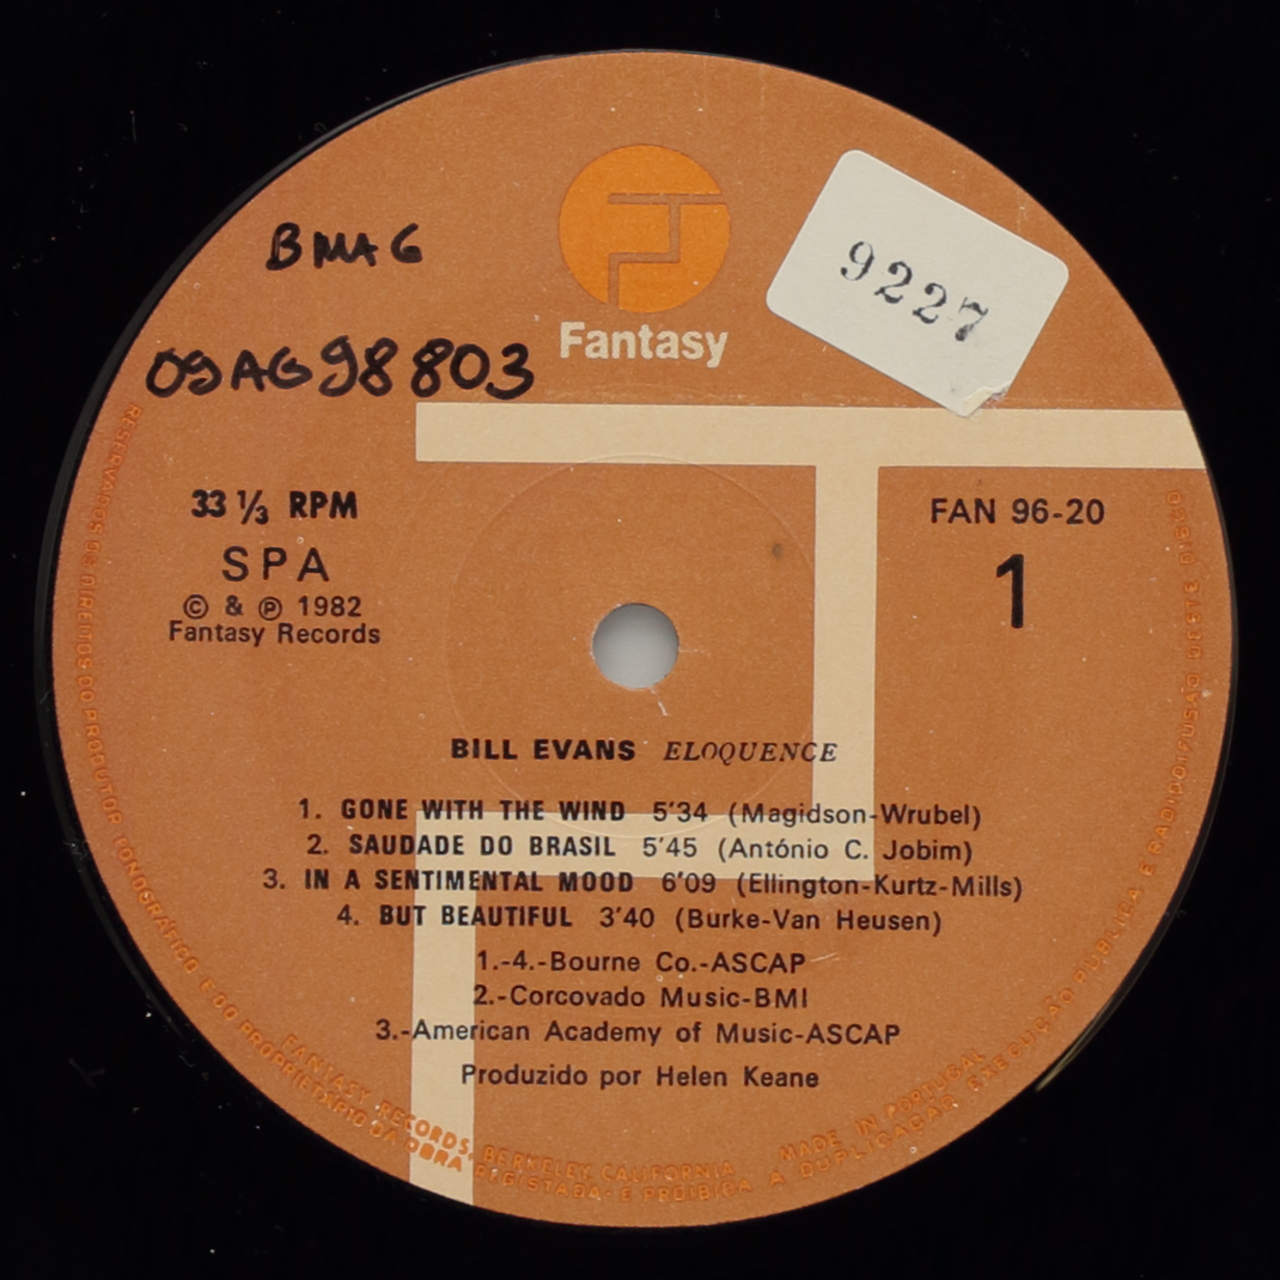 BMAG
Fantasy
9227
09AG98803
33 1/3 RPM
SPA
© & ℗ 1982
Fantasy Records
FAN 96-20
1
BILL EVANS ELOQUENCE
1. GONE WITH THE WIND 5'34 (Magidson-Wrubel)
2. SAUDADE DO BRASIL 5'45 (António C. Jobim)
3. IN A SENTIMENTAL MOOD 6'09 (Ellington-Kurtz-Mills)
4. BUT BEAUTIFUL 3'40 (Burke-Van Heusen)
1.-4.-Bourne Co.-ASCAP
2.-Corcovado Music-BMI
3.-American Academy of Music-ASCAP
Produzido por Helen Keane
FANTASY RECORDS, BERKELEY, CALIFORNIA MADE IN PORTUGAL
RESERVADOS OS DIREITOS DO PRODUTOR FONOGRÁFICO E DO PROPRIETÁRIO DA OBRA REGISTADA - É PROIBIDA A DUPLICAÇÃO EXECUÇÃO PÚBLICA E RADIODIFUSÃO DESTE DISCO